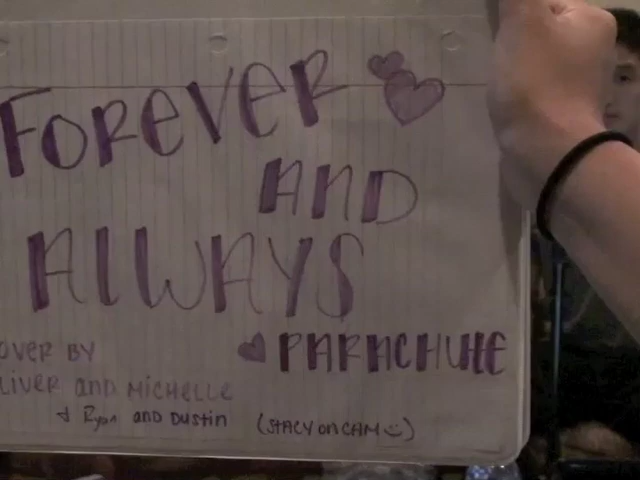 FOREVER
AND
ALWAYS
♥ PARACHUTE
OVER BY
LIVER and MICHELLE
+ Ryan and Dustin (STACY on CAM☺)